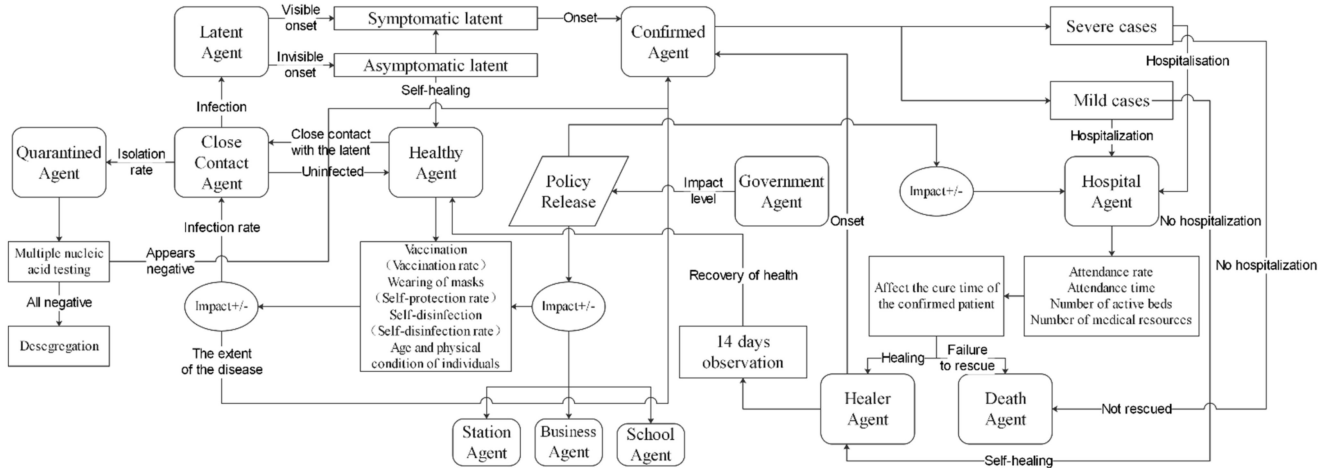 Latent
Agent
Visible
onset
Invisible
onset
Symptomatic latent
Asymptomatic latent
Onset
Confirmed
Agent
Severe cases
Hospitalisation
Mild cases
Hospitalization
Self-healing
Infection
Quarantined
Agent
Isolation
rate
Close
Contact
Agent
Close contact
with the latent
Uninfected
Healthy
Agent
Policy
Release
Impact
level
Government
Agent
Impact+/-
Hospital
Agent
Onset
No hospitalization
No hospitalization
Infection rate
Multiple nucleic
acid testing
Appears
negative
All negative
Desegregation
Impact+/-
The extent
of the disease
Vaccination
(Vaccination rate)
Wearing of masks
(Self-protection rate)
Self-disinfection
(Self-disinfection rate)
Age and physical
condition of individuals
Impact+/-
Recovery of health
14 days
observation
Affect the cure time of
the confirmed patient
Attendance rate
Attendance time
Number of active beds
Number of medical resources
Healing
Failure
to rescue
Healer
Agent
Death
Agent
Not rescued
Self-healing
Station
Agent
Business
Agent
School
Agent